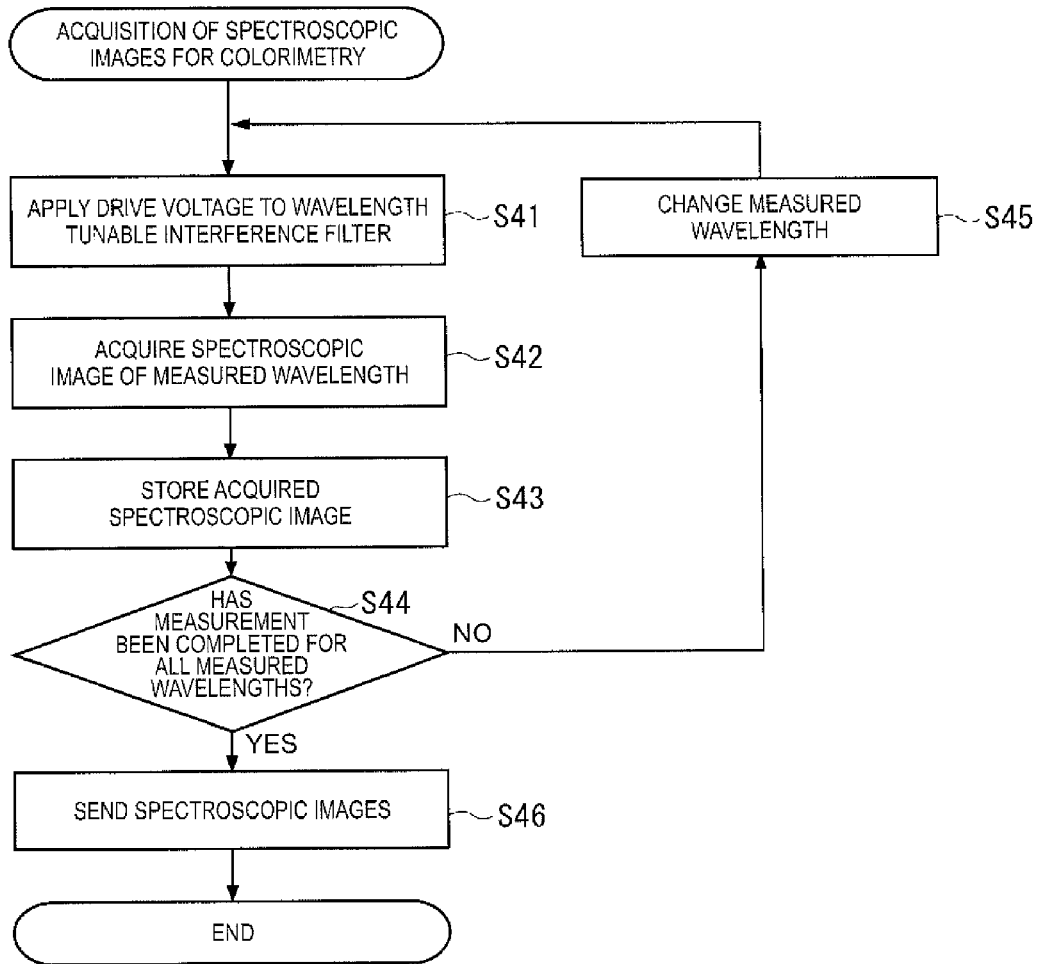 ACQUISITION OF SPECTROSCOPIC
IMAGES FOR COLORIMETRY
APPLY DRIVE VOLTAGE TO WAVELENGTH
TUNABLE INTERFERENCE FILTER
S41
CHANGE MEASURED
WAVELENGTH
S45
ACQUIRE SPECTROSCOPIC
IMAGE OF MEASURED WAVELENGTH
S42
STORE ACQUIRED
SPECTROSCOPIC IMAGE
S43
HAS
MEASUREMENT
BEEN COMPLETED FOR
ALL MEASURED
WAVELENGTHS?
S44
NO
YES
SEND SPECTROSCOPIC IMAGES
S46
END